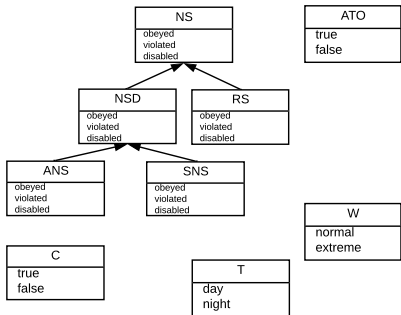 NS
obeyed
violated
disabled
ATO
true
false
NSD
obeyed
violated
disabled
RS
obeyed
violated
disabled
ANS
obeyed
violated
disabled
SNS
obeyed
violated
disabled
W
normal
extreme
C
true
false
T
day
night